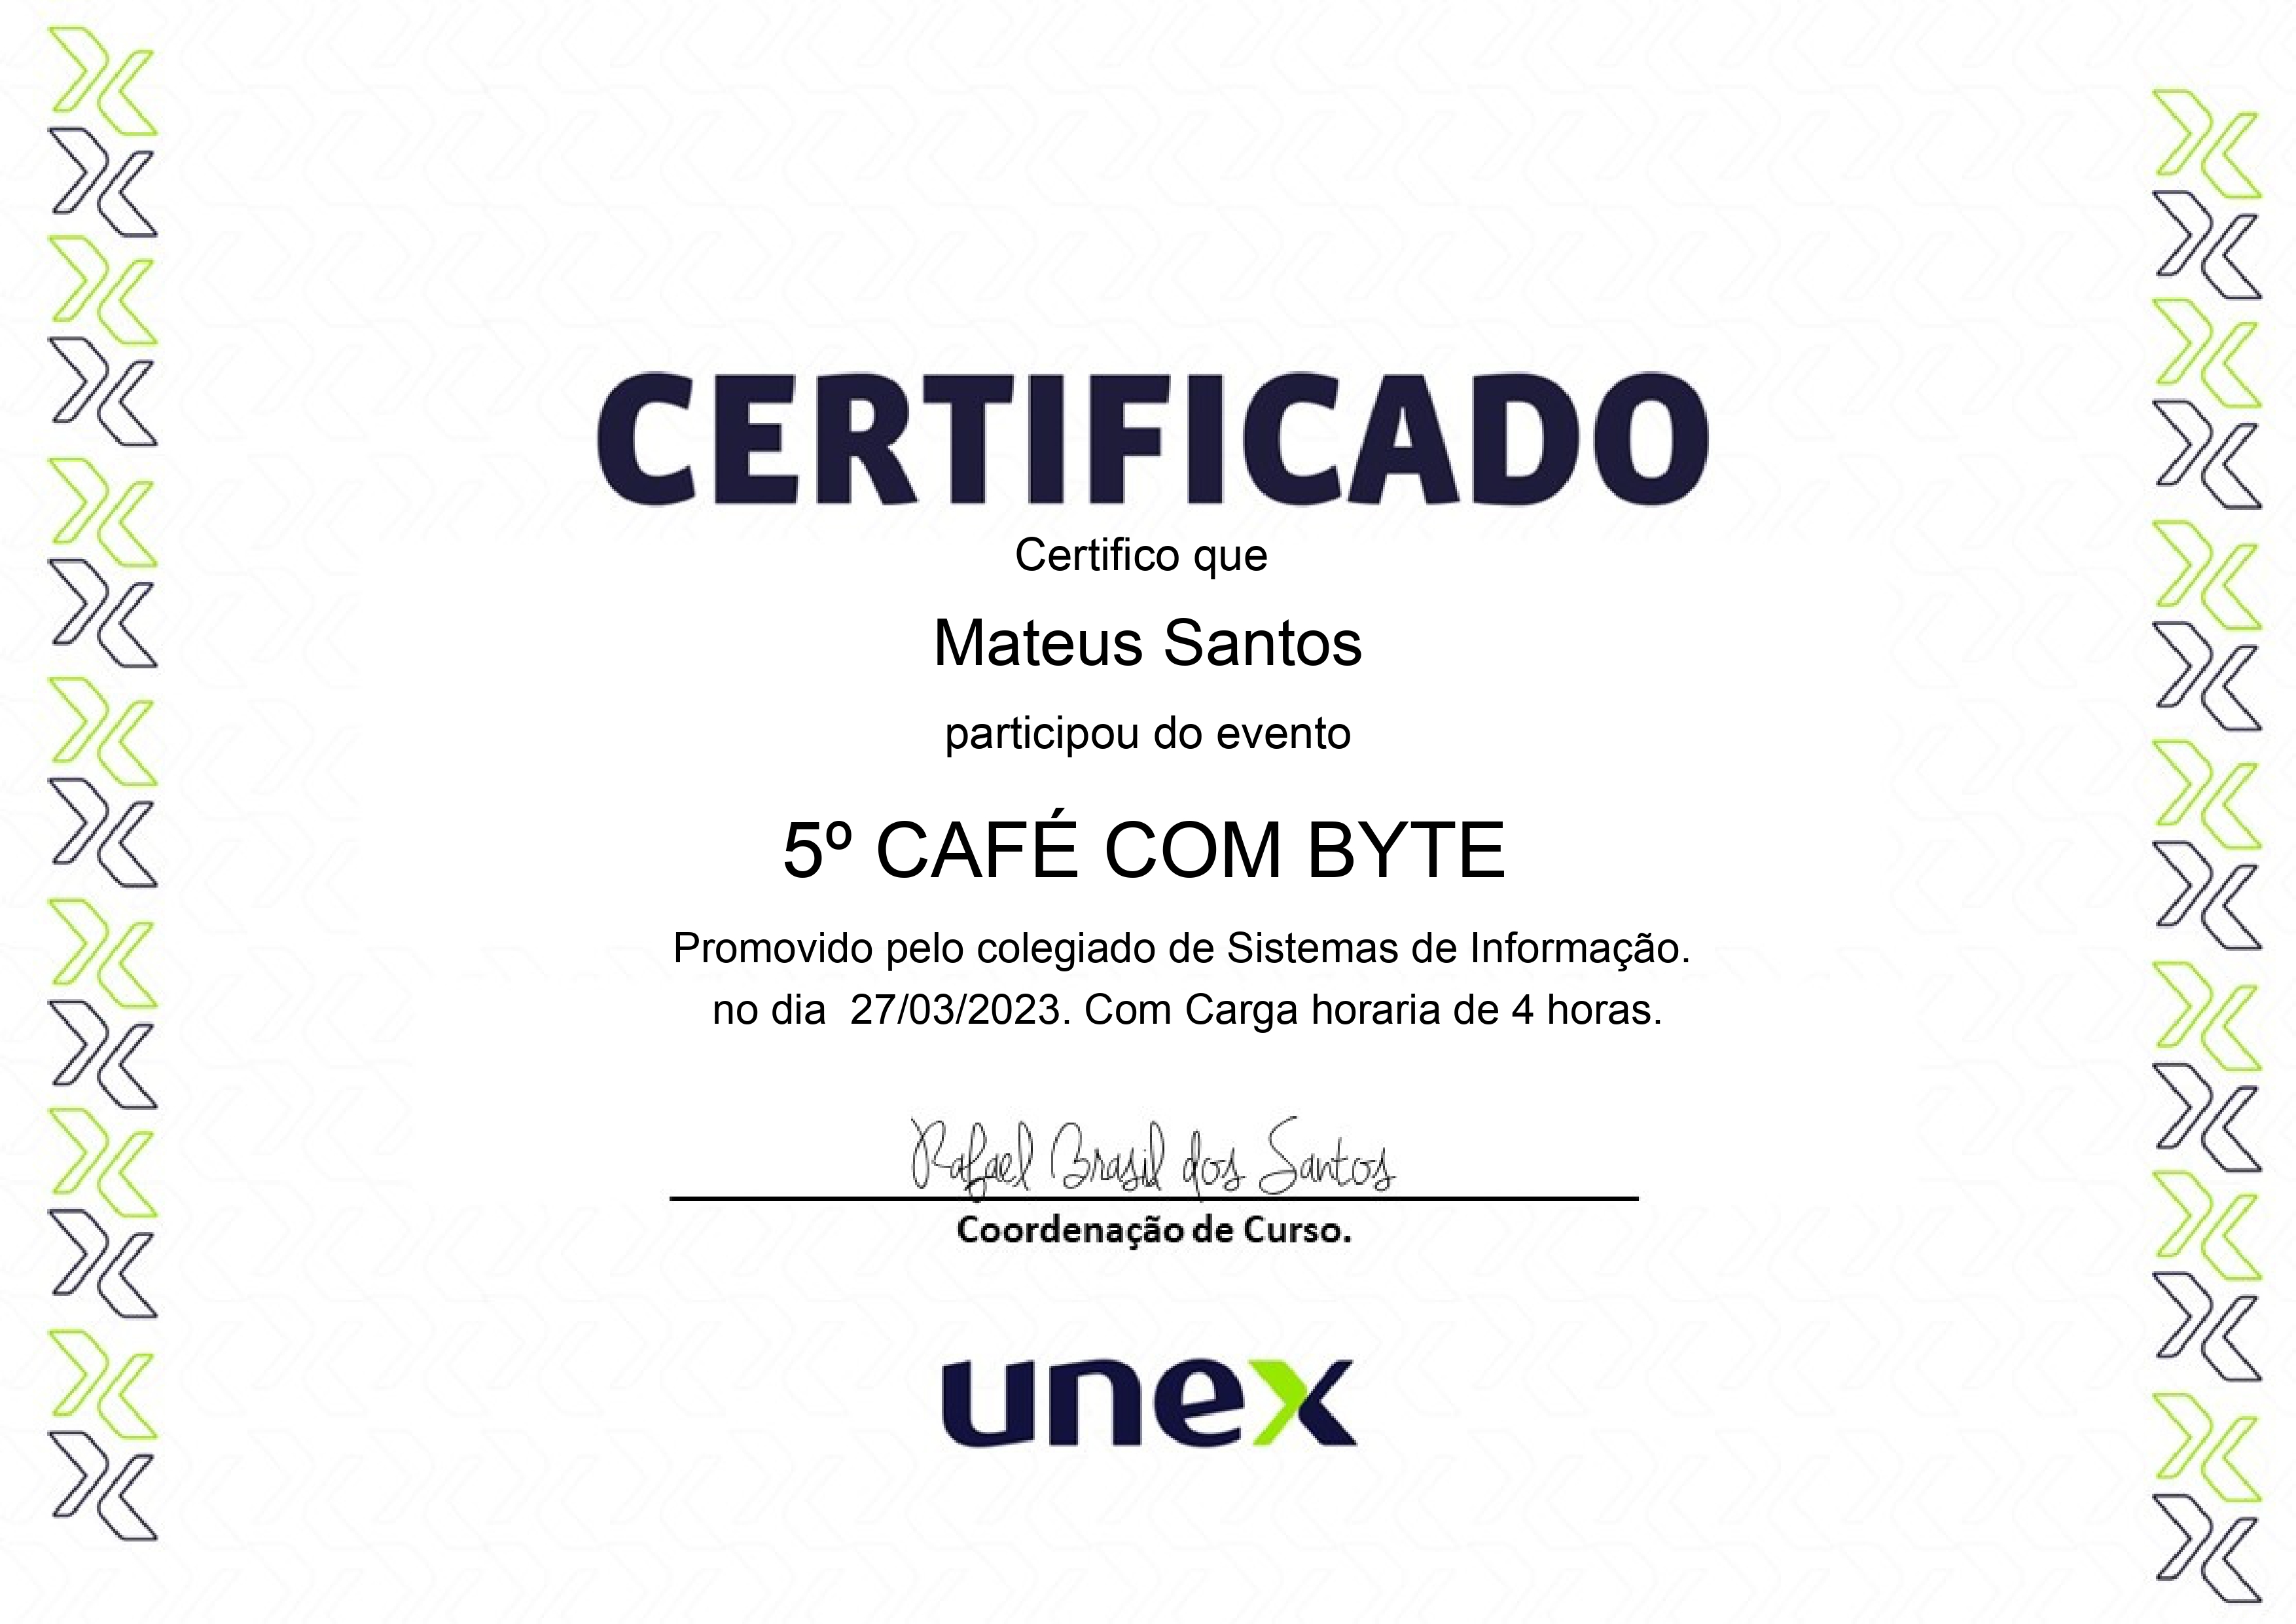 CERTIFICADO
Certifico que
Mateus Santos
participou do evento
5º CAFÉ COM BYTE
Promovido pelo colegiado de Sistemas de Informação.
no dia  27/03/2023. Com Carga horaria de 4 horas.
Rafael Brasil dos Santos
Coordenação de Curso.
unex